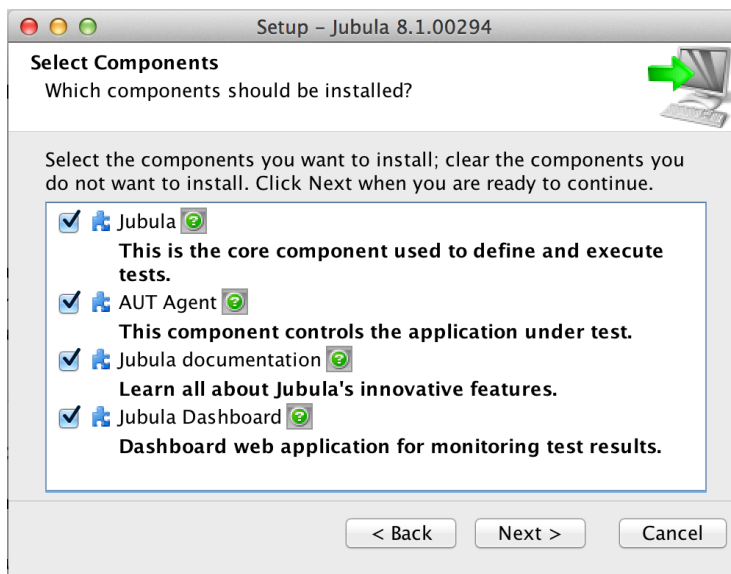 Setup – Jubula 8.1.00294
Select Components
Which components should be installed?
Select the components you want to install; clear the components you
do not want to install. Click Next when you are ready to continue.
Jubula
This is the core component used to define and execute
tests.
AUT Agent
This component controls the application under test.
Jubula documentation
Learn all about Jubula's innovative features.
Jubula Dashboard
Dashboard web application for monitoring test results.
< Back Next > Cancel